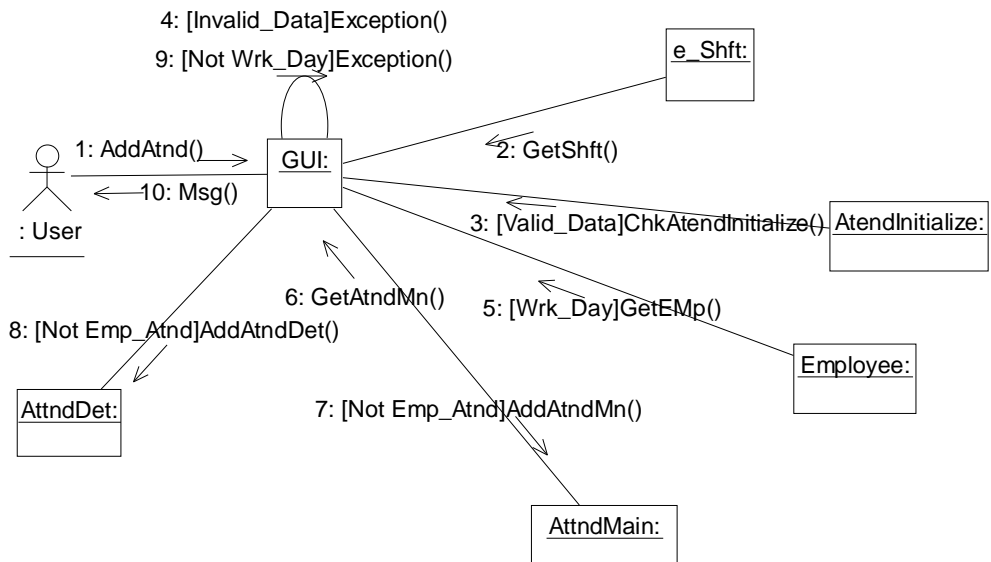 4: [Invalid_Data]Exception()
9: [Not Wrk_Day]Exception()
e_Shft:
1: AddAtnd()
GUI:
2: GetShft()
10: Msg()
: User
3: [Valid_Data]ChkAtendInitialize()
AtendInitialize:
6: GetAtndMn()
5: [Wrk_Day]GetEMp()
8: [Not Emp_Atnd]AddAtndDet()
Employee:
AttndDet:
7: [Not Emp_Atnd]AddAtndMn()
AttndMain: